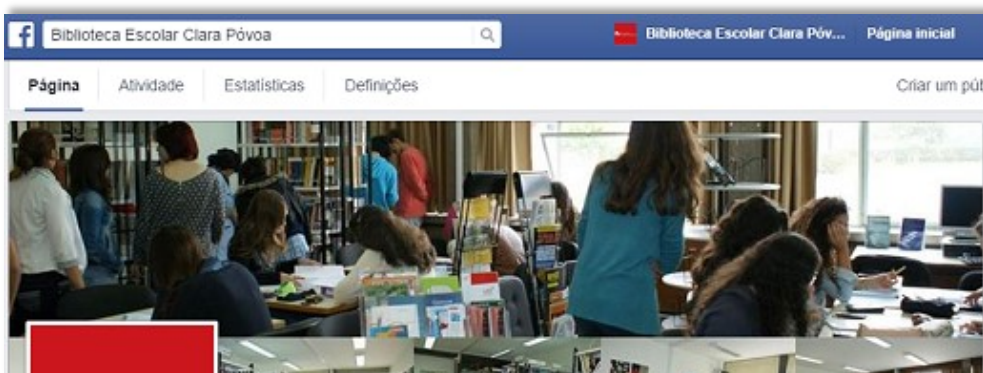 Biblioteca Escolar Clara Póvoa
Biblioteca Escolar Clara Póv... Página inicial
Página Atividade Estatísticas Definições
Criar um púb